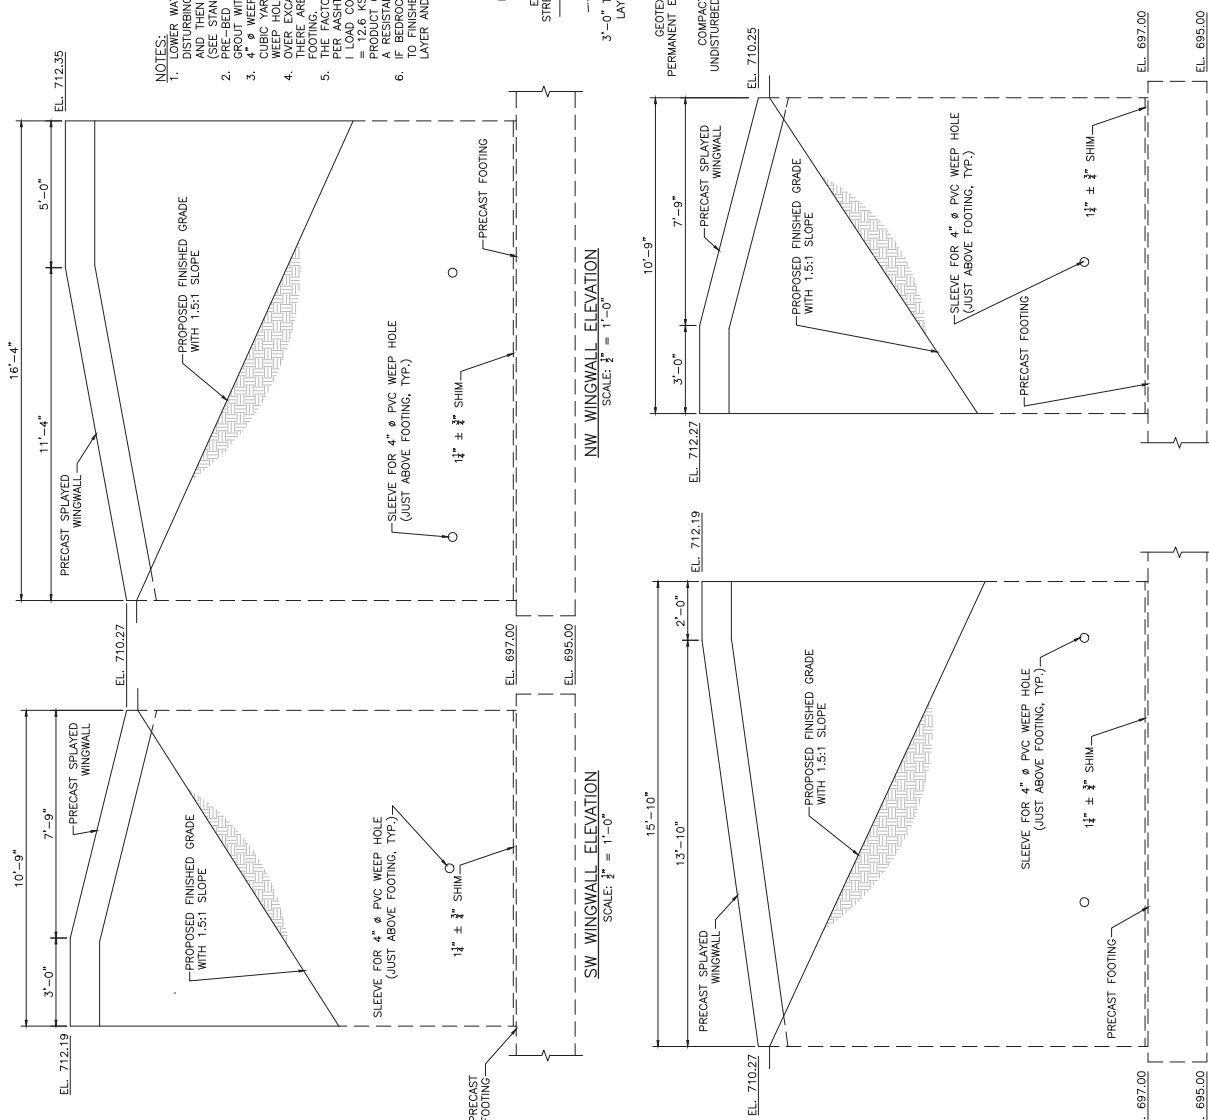 NOTES:
1. LOWER WAT
DISTURBING
AND THEN
(SEE STAN
2. PRE-BED
GROUT WIT
3. 4" ø WEEP
CUBIC YAR
WEEP HOL
4. OVER EXCA
THERE ARE
FOOTING.
5. THE FACTO
PER AASHT
I LOAD CO
= 12.6 KS
PRODUCT O
A RESISTA
6. IF BEDROC
TO FINISHE
LAYER AND
STRE
3'-0" T
LAY
GEOTEX
PERMANENT E
COMPAC
UNDISTURBED
10'-9"
3'-0"
7'-9"
EL. 712.19
PRECAST SPLAYED
WINGWALL
PROPOSED FINISHED GRADE
WITH 1.5:1 SLOPE
SLEEVE FOR 4" ø PVC WEEP HOLE
(JUST ABOVE FOOTING, TYP.)
1¼" ± ¾" SHIM
PRECAST
FOOTING
SW WINGWALL ELEVATION
SCALE: ½" = 1'-0"
EL. 710.27
EL. 697.00
EL. 695.00
16'-4"
11'-4"
5'-0"
EL. 712.35
PRECAST SPLAYED
WINGWALL
PROPOSED FINISHED GRADE
WITH 1.5:1 SLOPE
SLEEVE FOR 4" ø PVC WEEP HOLE
(JUST ABOVE FOOTING, TYP.)
1¼" ± ¾" SHIM
PRECAST FOOTING
NW WINGWALL ELEVATION
SCALE: ½" = 1'-0"
15'-10"
13'-10"
2'-0"
EL. 710.27
EL. 712.19
PRECAST SPLAYED
WINGWALL
PROPOSED FINISHED GRADE
WITH 1.5:1 SLOPE
SLEEVE FOR 4" ø PVC WEEP HOLE
(JUST ABOVE FOOTING, TYP.)
1¼" ± ¾" SHIM
PRECAST FOOTING
. 697.00
. 695.00
10'-9"
3'-0"
7'-9"
EL. 712.27
EL. 710.25
PRECAST SPLAYED
WINGWALL
PROPOSED FINISHED GRADE
WITH 1.5:1 SLOPE
SLEEVE FOR 4" ø PVC WEEP HOLE
(JUST ABOVE FOOTING, TYP.)
1¼" ± ¾" SHIM
PRECAST FOOTING
EL. 697.00
EL. 695.00